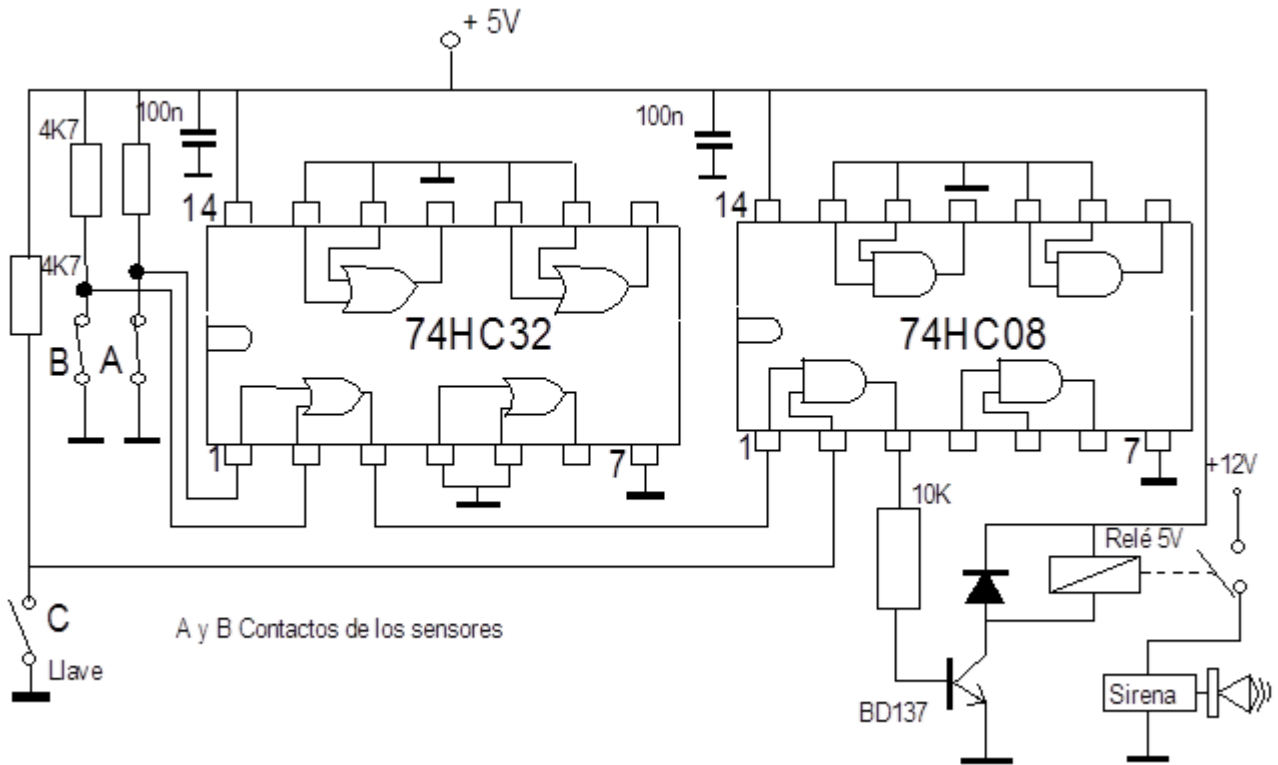 + 5V
4K7
100n
100n
14
14
4K7
B
A
74HC32
74HC08
1
7
1
7
+12V
10K
Relé 5V
C
Llave
A y B Contactos de los sensores
BD137
Sirena